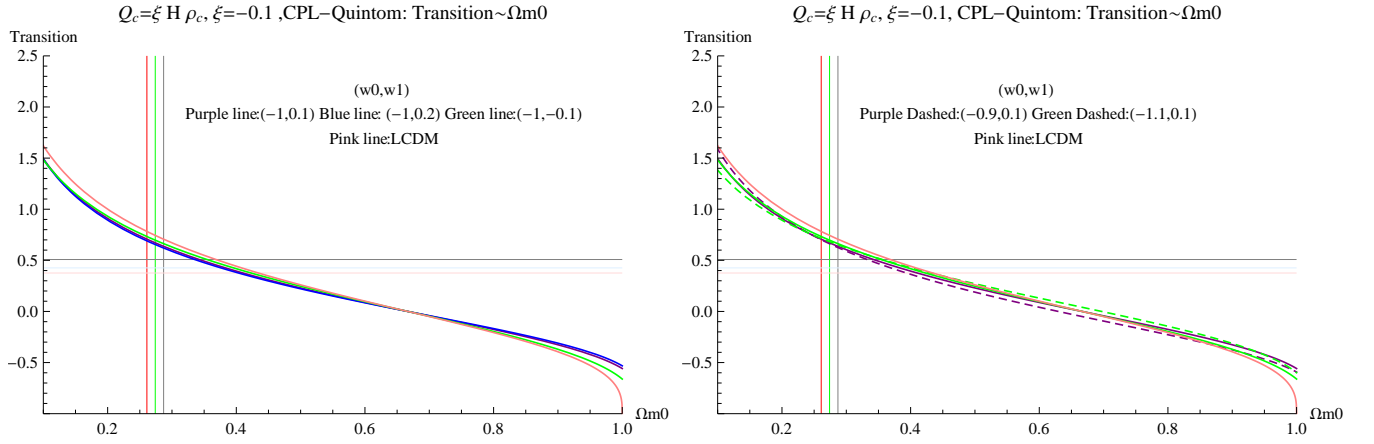 Q_c=ξ H ρ_c, ξ=−0.1 ,CPL−Quintom: Transition~Ωm0
Transition
2.5
2.0
1.5
1.0
0.5
0.0
−0.5
0.2
0.4
0.6
0.8
1.0
Ωm0
(w0,w1)
Purple line:(−1,0.1) Blue line: (−1,0.2) Green line:(−1,−0.1)
Pink line:LCDM
Q_c=ξ H ρ_c, ξ=−0.1, CPL−Quintom: Transition~Ωm0
Transition
2.5
2.0
1.5
1.0
0.5
0.0
−0.5
0.2
0.4
0.6
0.8
1.0
Ωm0
(w0,w1)
Purple Dashed:(−0.9,0.1) Green Dashed:(−1.1,0.1)
Pink line:LCDM